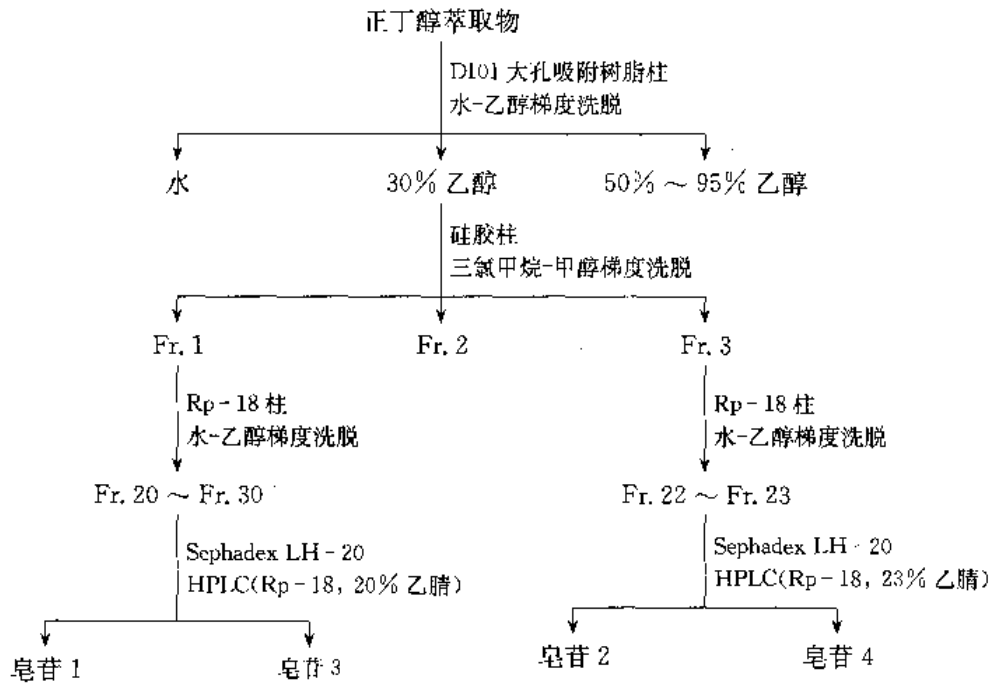 正丁醇萃取物
D101 大孔吸附树脂柱
水-乙醇梯度洗脱
水
30% 乙醇
50% ~ 95% 乙醇
硅胶柱
三氯甲烷-甲醇梯度洗脱
Fr. 1
Fr. 2
Fr. 3
Rp-18 柱
水-乙醇梯度洗脱
Rp-18 柱
水-乙醇梯度洗脱
Fr. 20 ~ Fr. 30
Fr. 22 ~ Fr. 23
Sephadex LH-20
HPLC(Rp-18, 20% 乙腈)
Sephadex LH-20
HPLC(Rp-18, 23% 乙腈)
皂苷 1
皂苷 3
皂苷 2
皂苷 4